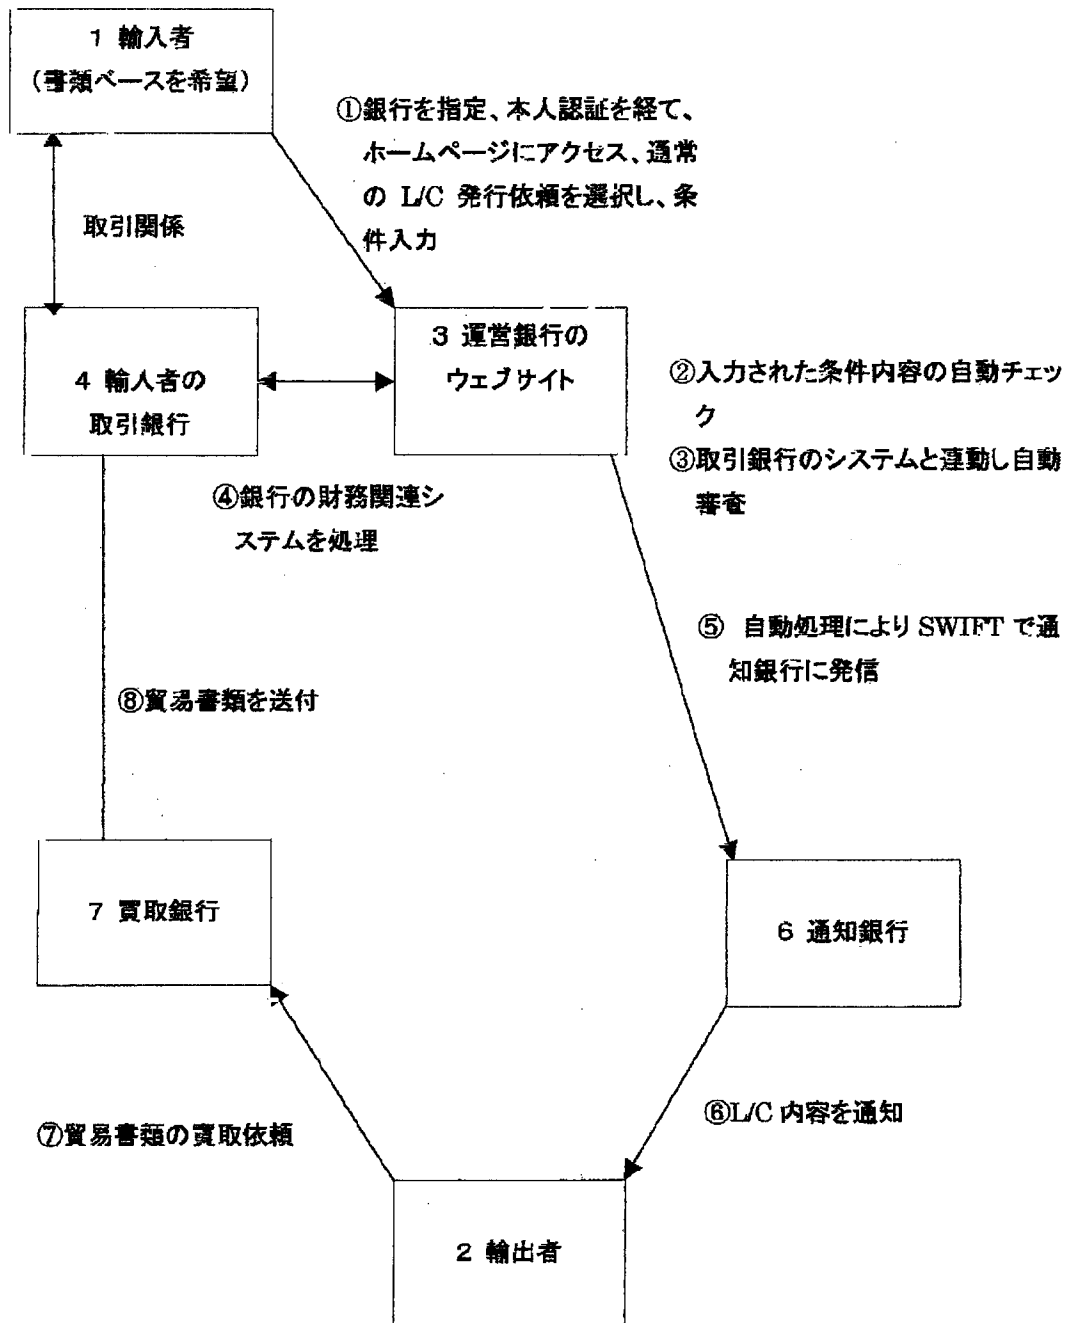 1 輸入者
（書類ベースを希望）
①銀行を指定、本人認証を経て、
ホームページにアクセス、通常
の L/C 発行依頼を選択し、条
件入力
取引関係
3 運営銀行の
ウェブサイト
4 輸入者の
取引銀行
②入力された条件内容の自動チェッ
ク
③取引銀行のシステムと連動し自動
審査
④銀行の財務関連シ
ステムを処理
⑤ 自動処理により SWIFT で通
知銀行に発信
⑧貿易書類を送付
7 買取銀行
6 通知銀行
⑥L/C 内容を通知
⑦貿易書類の買取依頼
2 輸出者